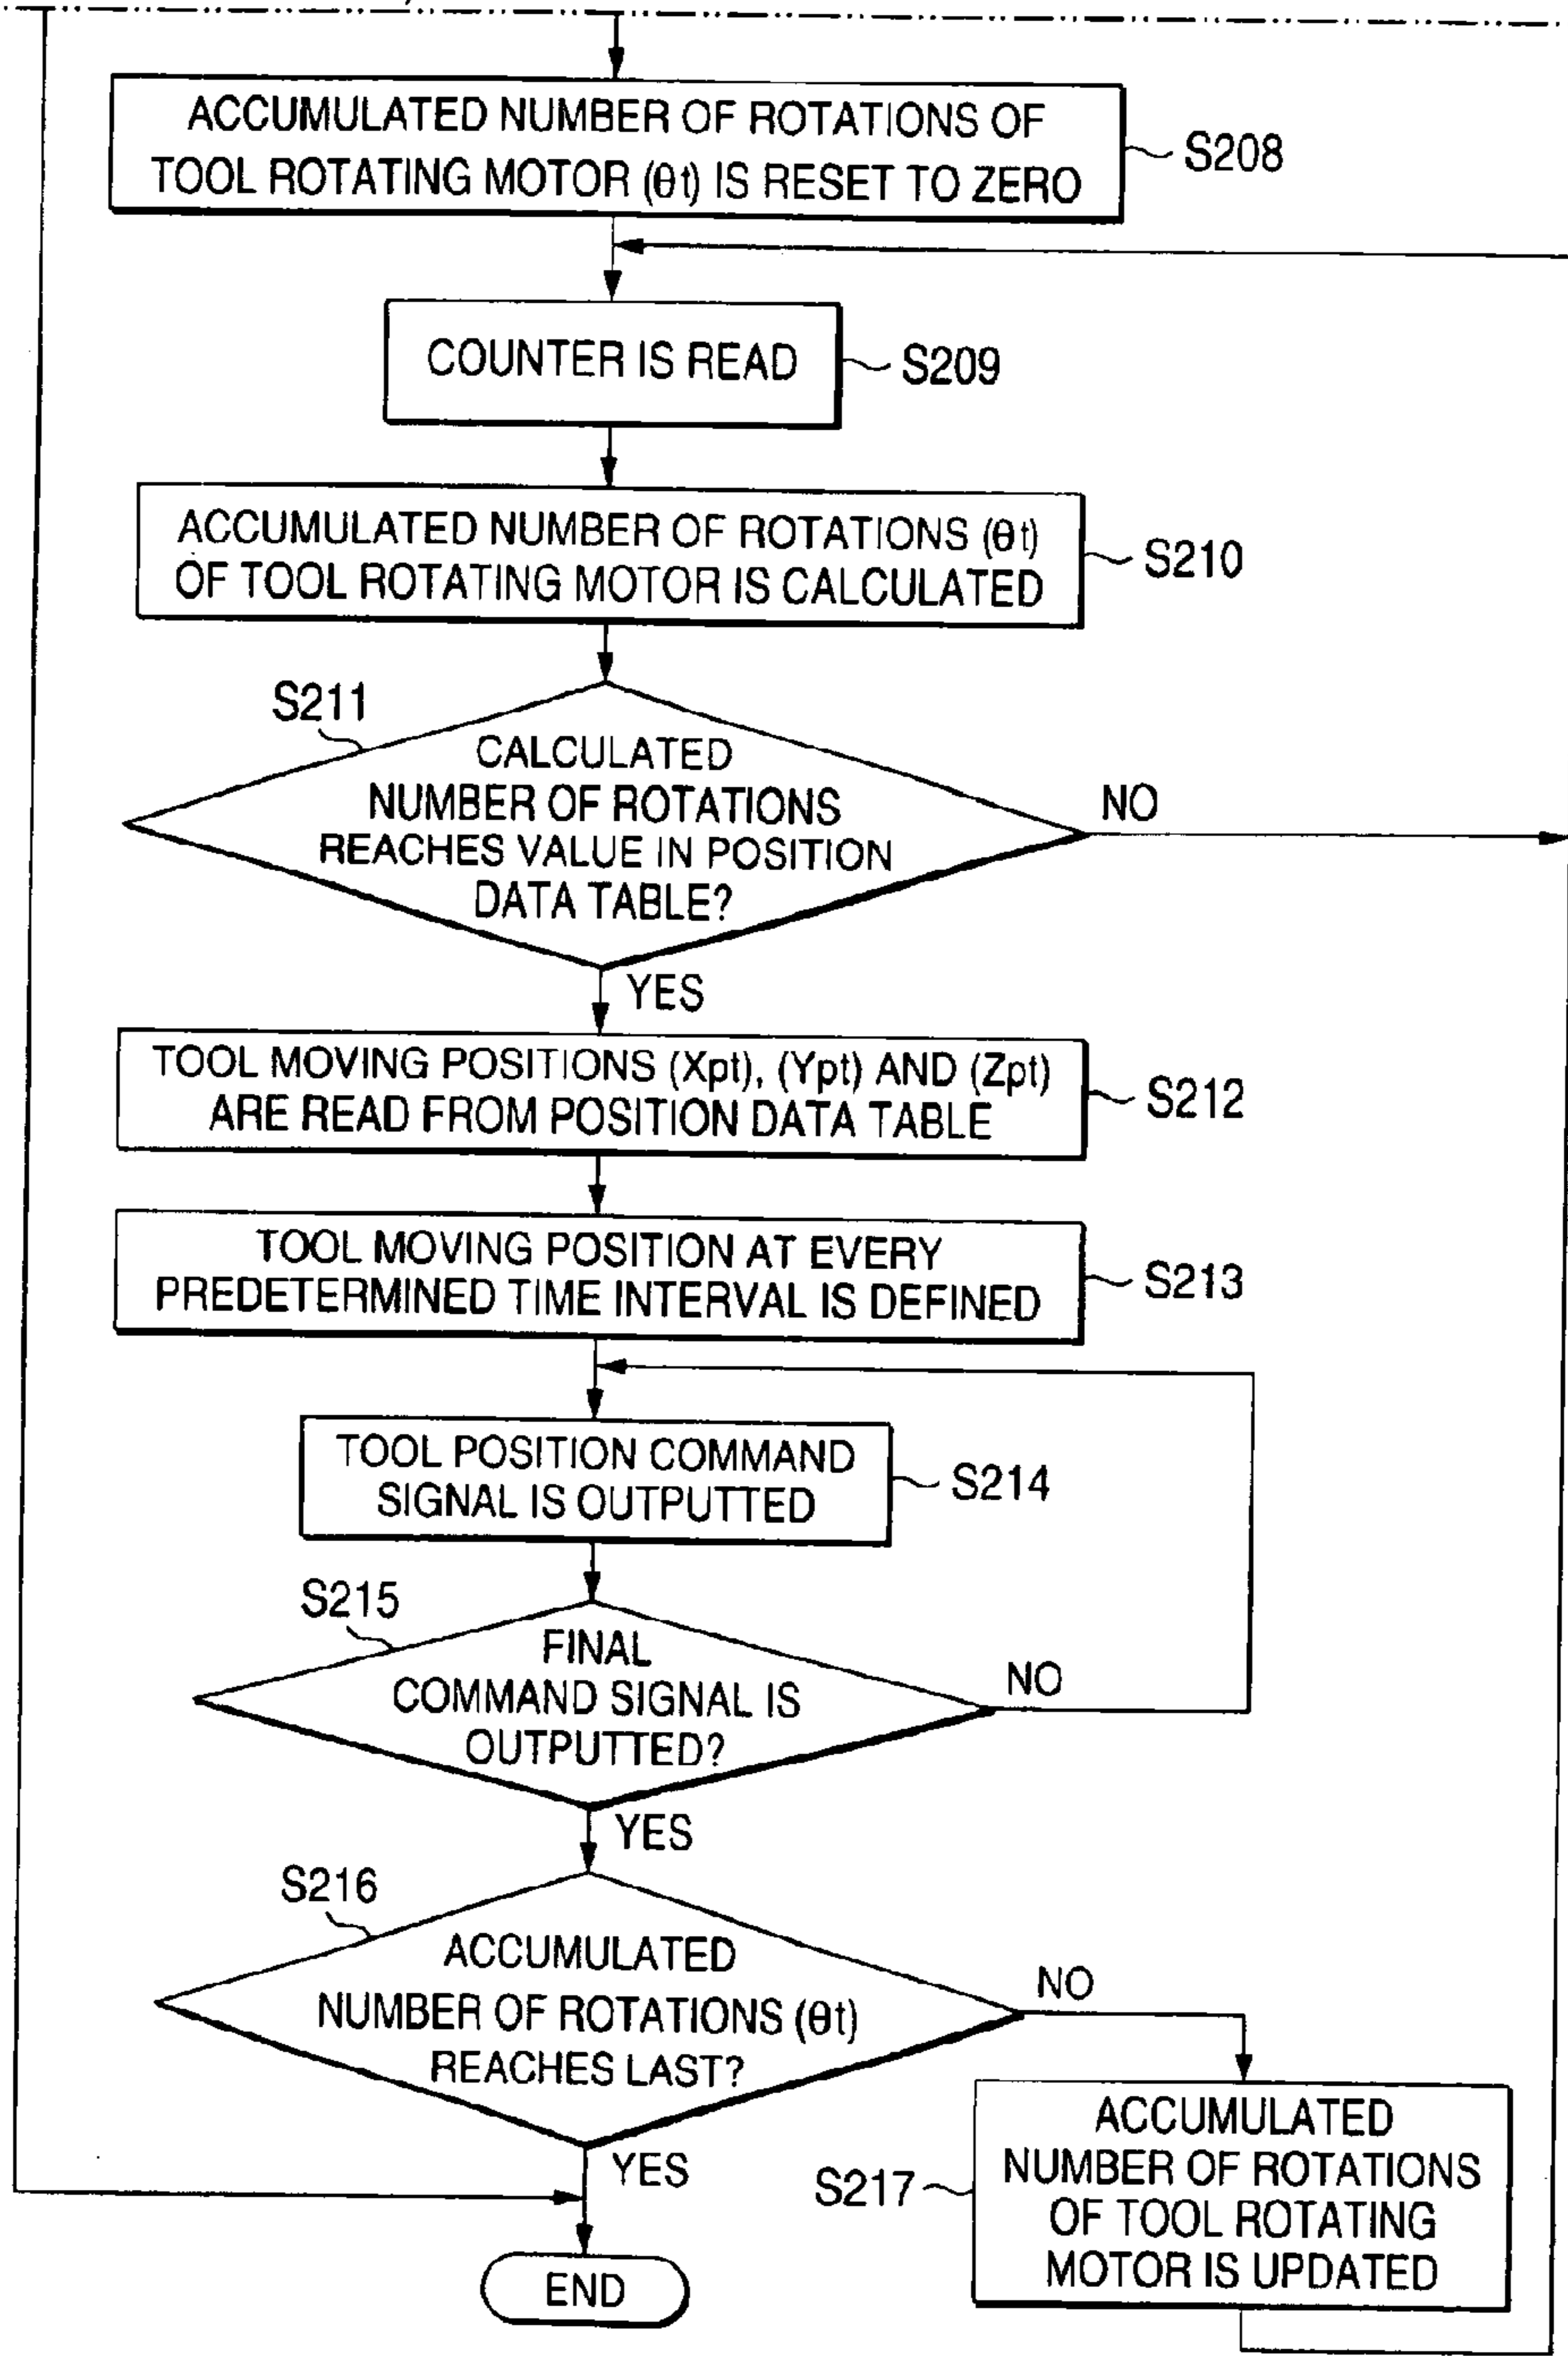 ACCUMULATED NUMBER OF ROTATIONS OF
TOOL ROTATING MOTOR (θt) IS RESET TO ZERO
S208
COUNTER IS READ
S209
ACCUMULATED NUMBER OF ROTATIONS (θt)
OF TOOL ROTATING MOTOR IS CALCULATED
S210
S211
CALCULATED
NUMBER OF ROTATIONS
REACHES VALUE IN POSITION
DATA TABLE?
NO
YES
TOOL MOVING POSITIONS (Xpt), (Ypt) AND (Zpt)
ARE READ FROM POSITION DATA TABLE
S212
TOOL MOVING POSITION AT EVERY
PREDETERMINED TIME INTERVAL IS DEFINED
S213
TOOL POSITION COMMAND
SIGNAL IS OUTPUTTED
S214
S215
FINAL
COMMAND SIGNAL IS
OUTPUTTED?
NO
YES
S216
ACCUMULATED
NUMBER OF ROTATIONS (θt)
REACHES LAST?
NO
YES
S217
ACCUMULATED
NUMBER OF ROTATIONS
OF TOOL ROTATING
MOTOR IS UPDATED
END